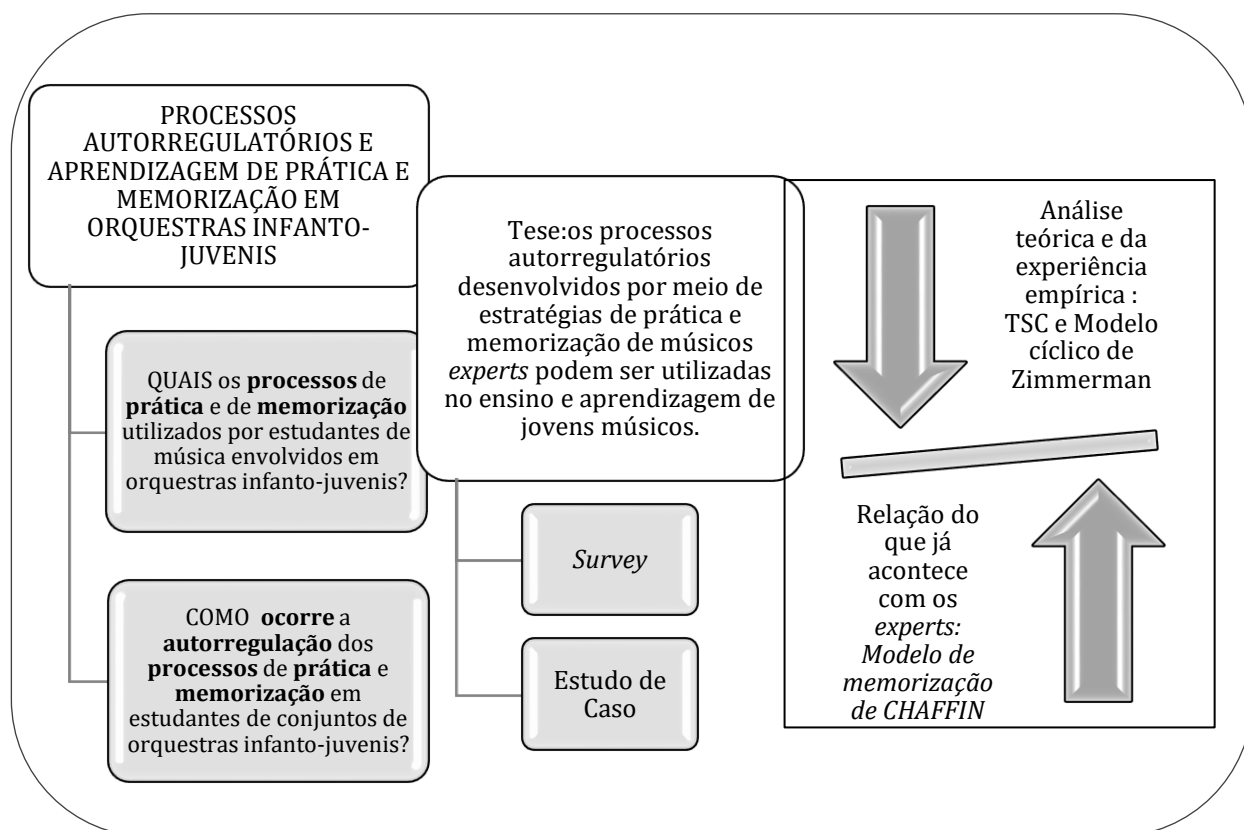 PROCESSOS
AUTORREGULATÓRIOS E
APRENDIZAGEM DE PRÁTICA E
MEMORIZAÇÃO EM
ORQUESTRAS INFANTO-
JUVENIS
QUAIS os processos de
prática e de memorização
utilizados por estudantes de
música envolvidos em
orquestras infanto-juvenis?
COMO ocorre a
autorregulação dos
processos de prática e
memorização em
estudantes de conjuntos de
orquestras infanto-juvenis?
Tese:os processos
autorregulatórios
desenvolvidos por meio de
estratégias de prática e
memorização de músicos
experts podem ser utilizadas
no ensino e aprendizagem de
jovens músicos.
Survey
Estudo de
Caso
Análise
teórica e da
experiência
empírica :
TSC e Modelo
cíclico de
Zimmerman
Relação do
que já
acontece
com os
experts:
Modelo de
memorização
de CHAFFIN